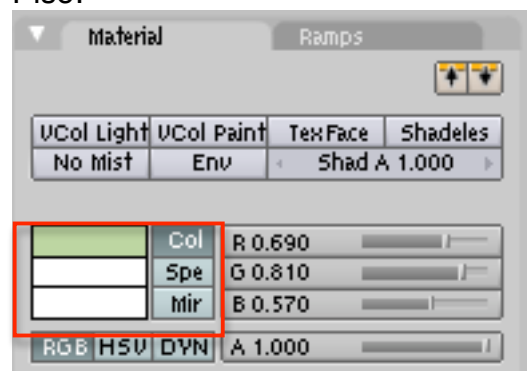 Material Ramps
VCol Light VCol Paint TexFace Shadeles
No Mist Env Shad A 1.000
Col R 0.690
Spe G 0.810
Mir B 0.570
RGB HSV DYN A 1.000